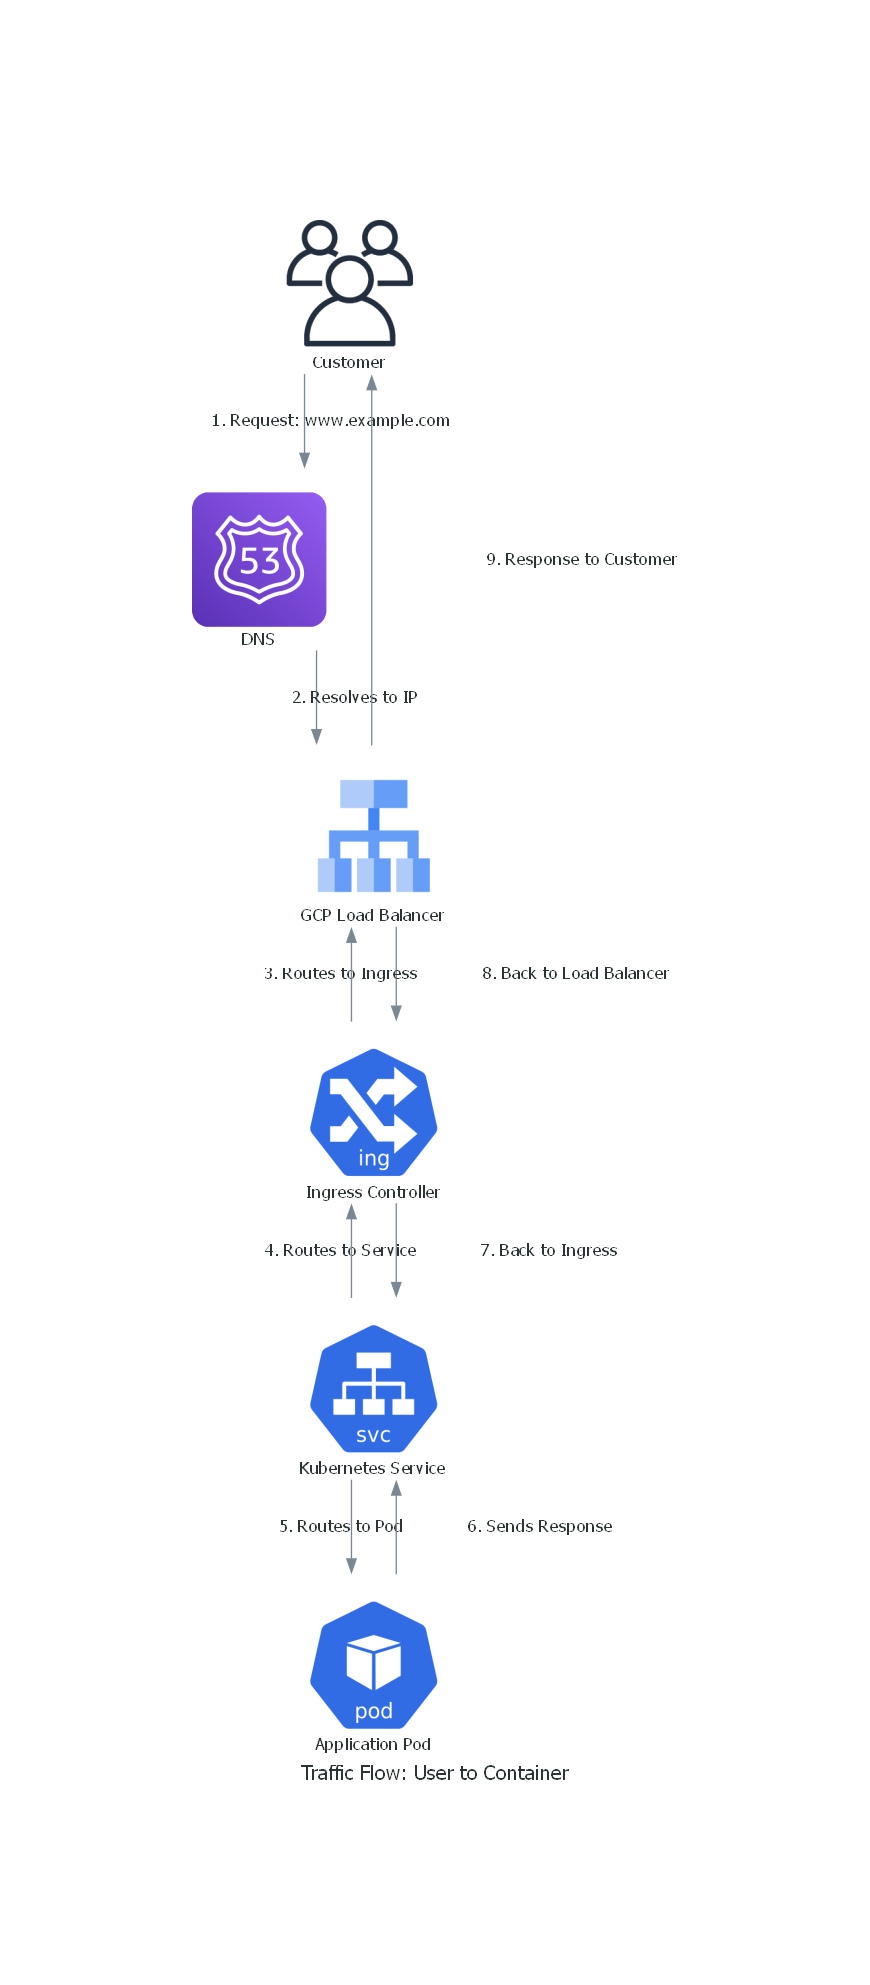 Customer
1. Request: www.example.com
53
9. Response to Customer
DNS
2. Resolves to IP
GCP Load Balancer
3. Routes to Ingress
8. Back to Load Balancer
ing
Ingress Controller
4. Routes to Service
7. Back to Ingress
svc
Kubernetes Service
5. Routes to Pod
6. Sends Response
pod
Application Pod
Traffic Flow: User to Container